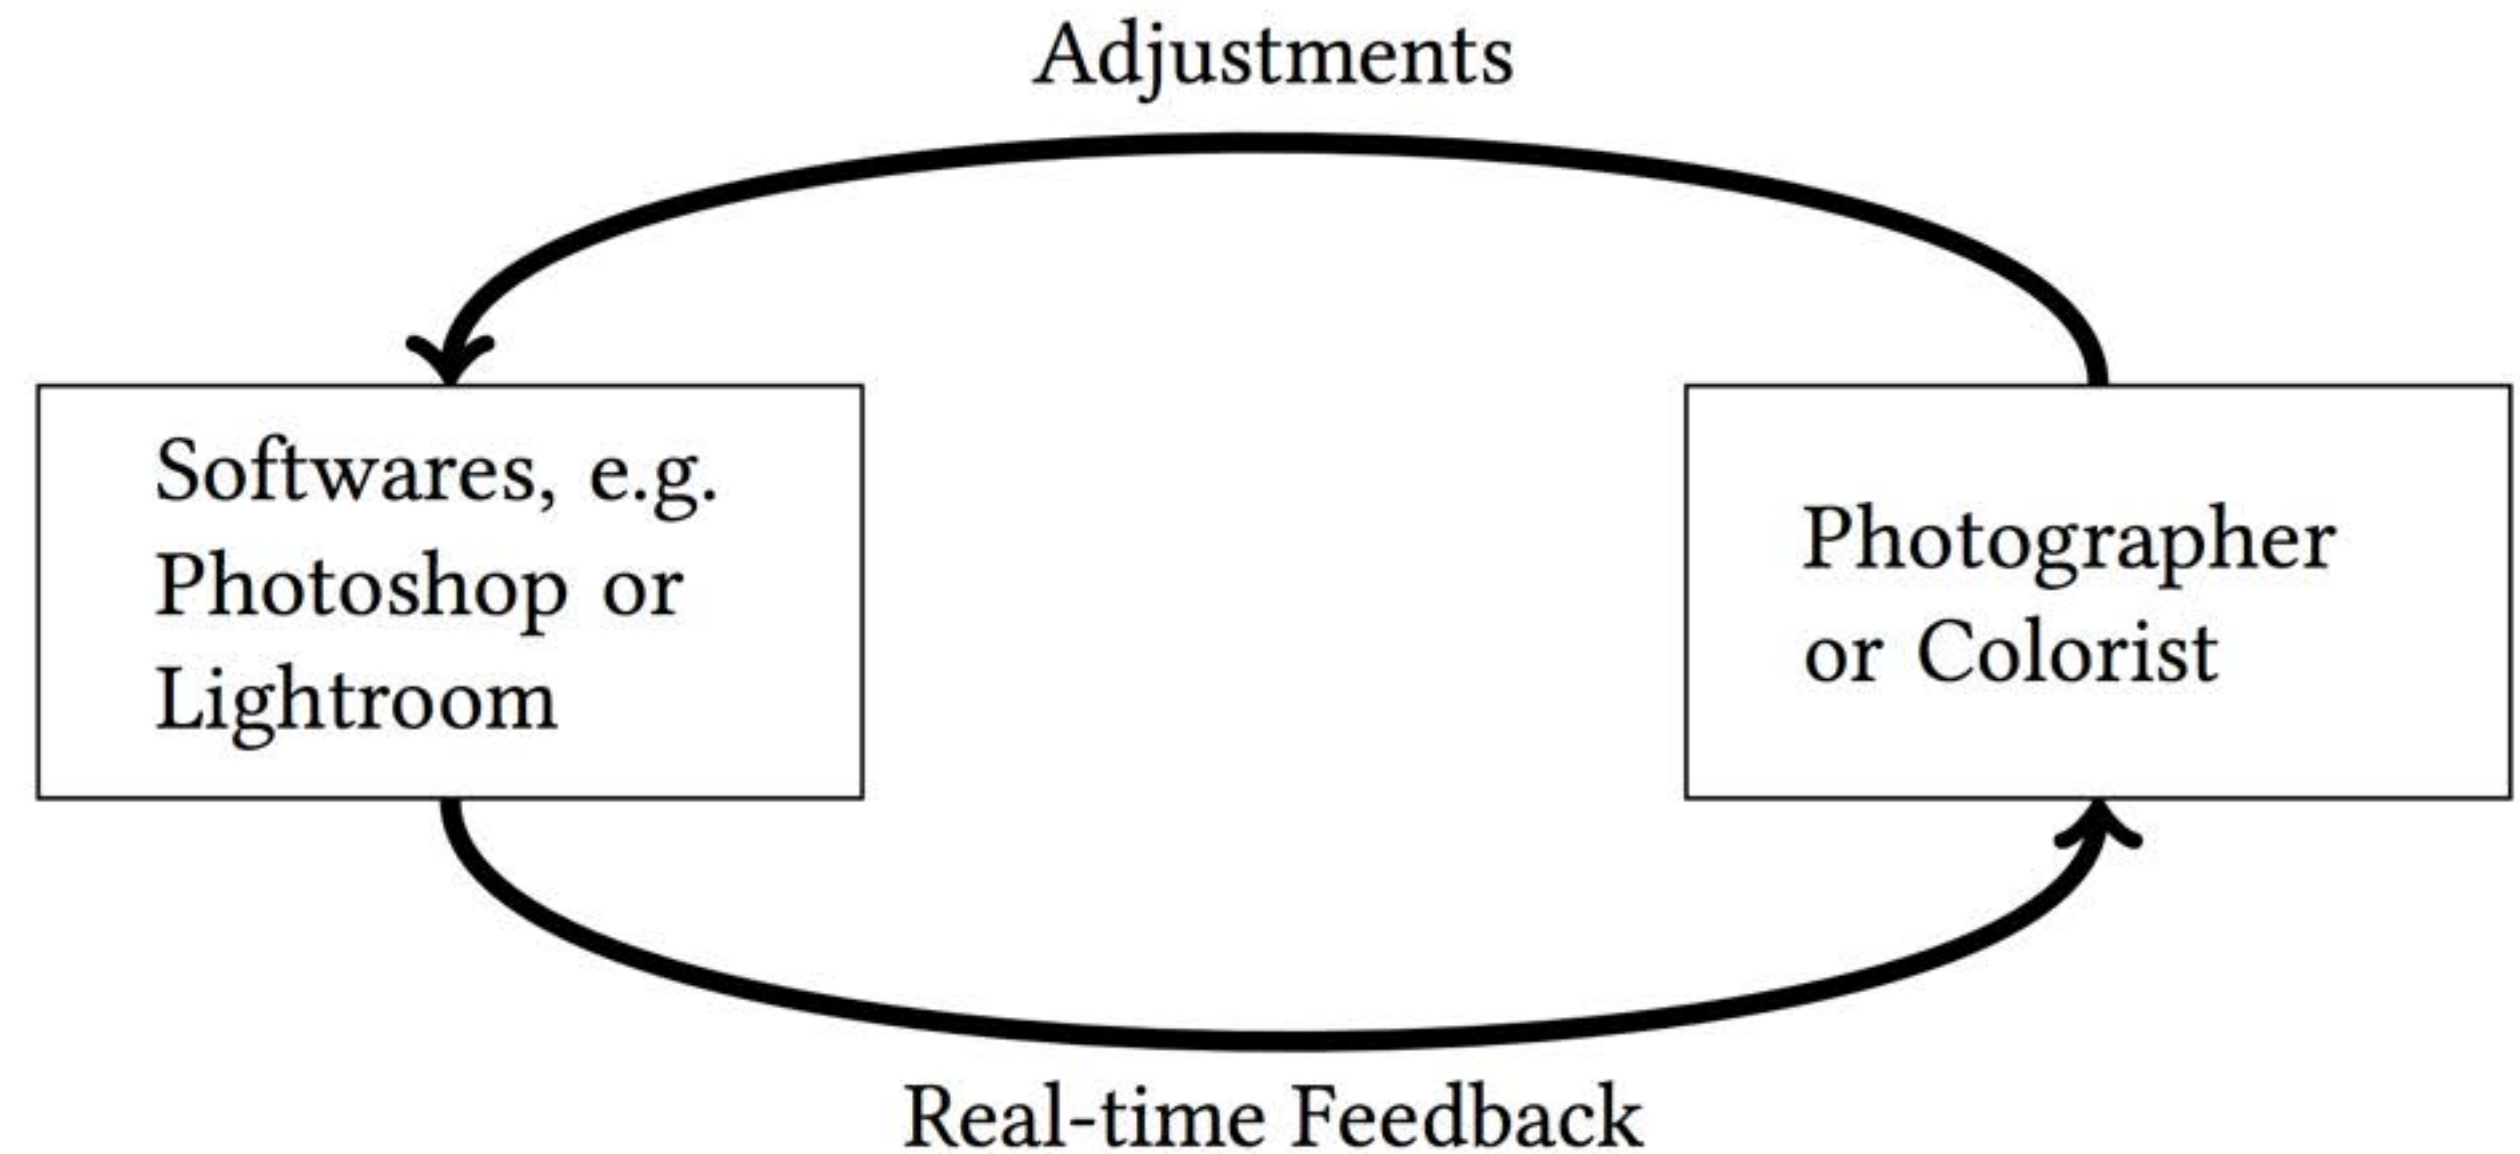 Adjustments
Softwares, e.g.
Photoshop or
Lightroom
Photographer
or Colorist
Real-time Feedback